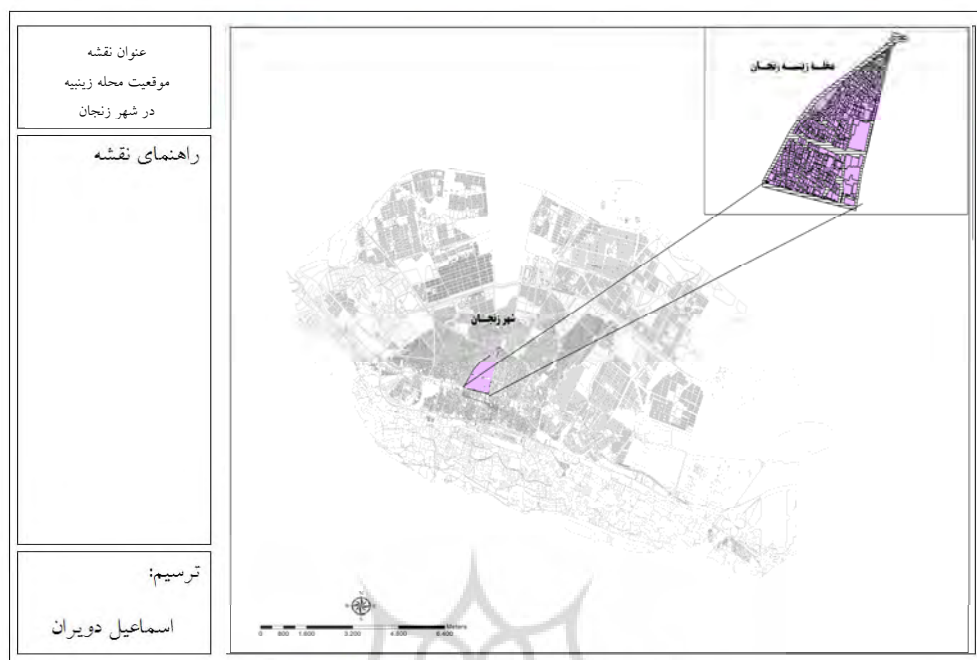 عنوان نقشه
موقعیت محله زینبیه
در شهر زنجان
راهنمای نقشه
ترسیم:
اسماعیل دویران
محله زینبیه زنجان
شهر زنجان
0 800 1.600 3.200 4.800 6.400 Meters